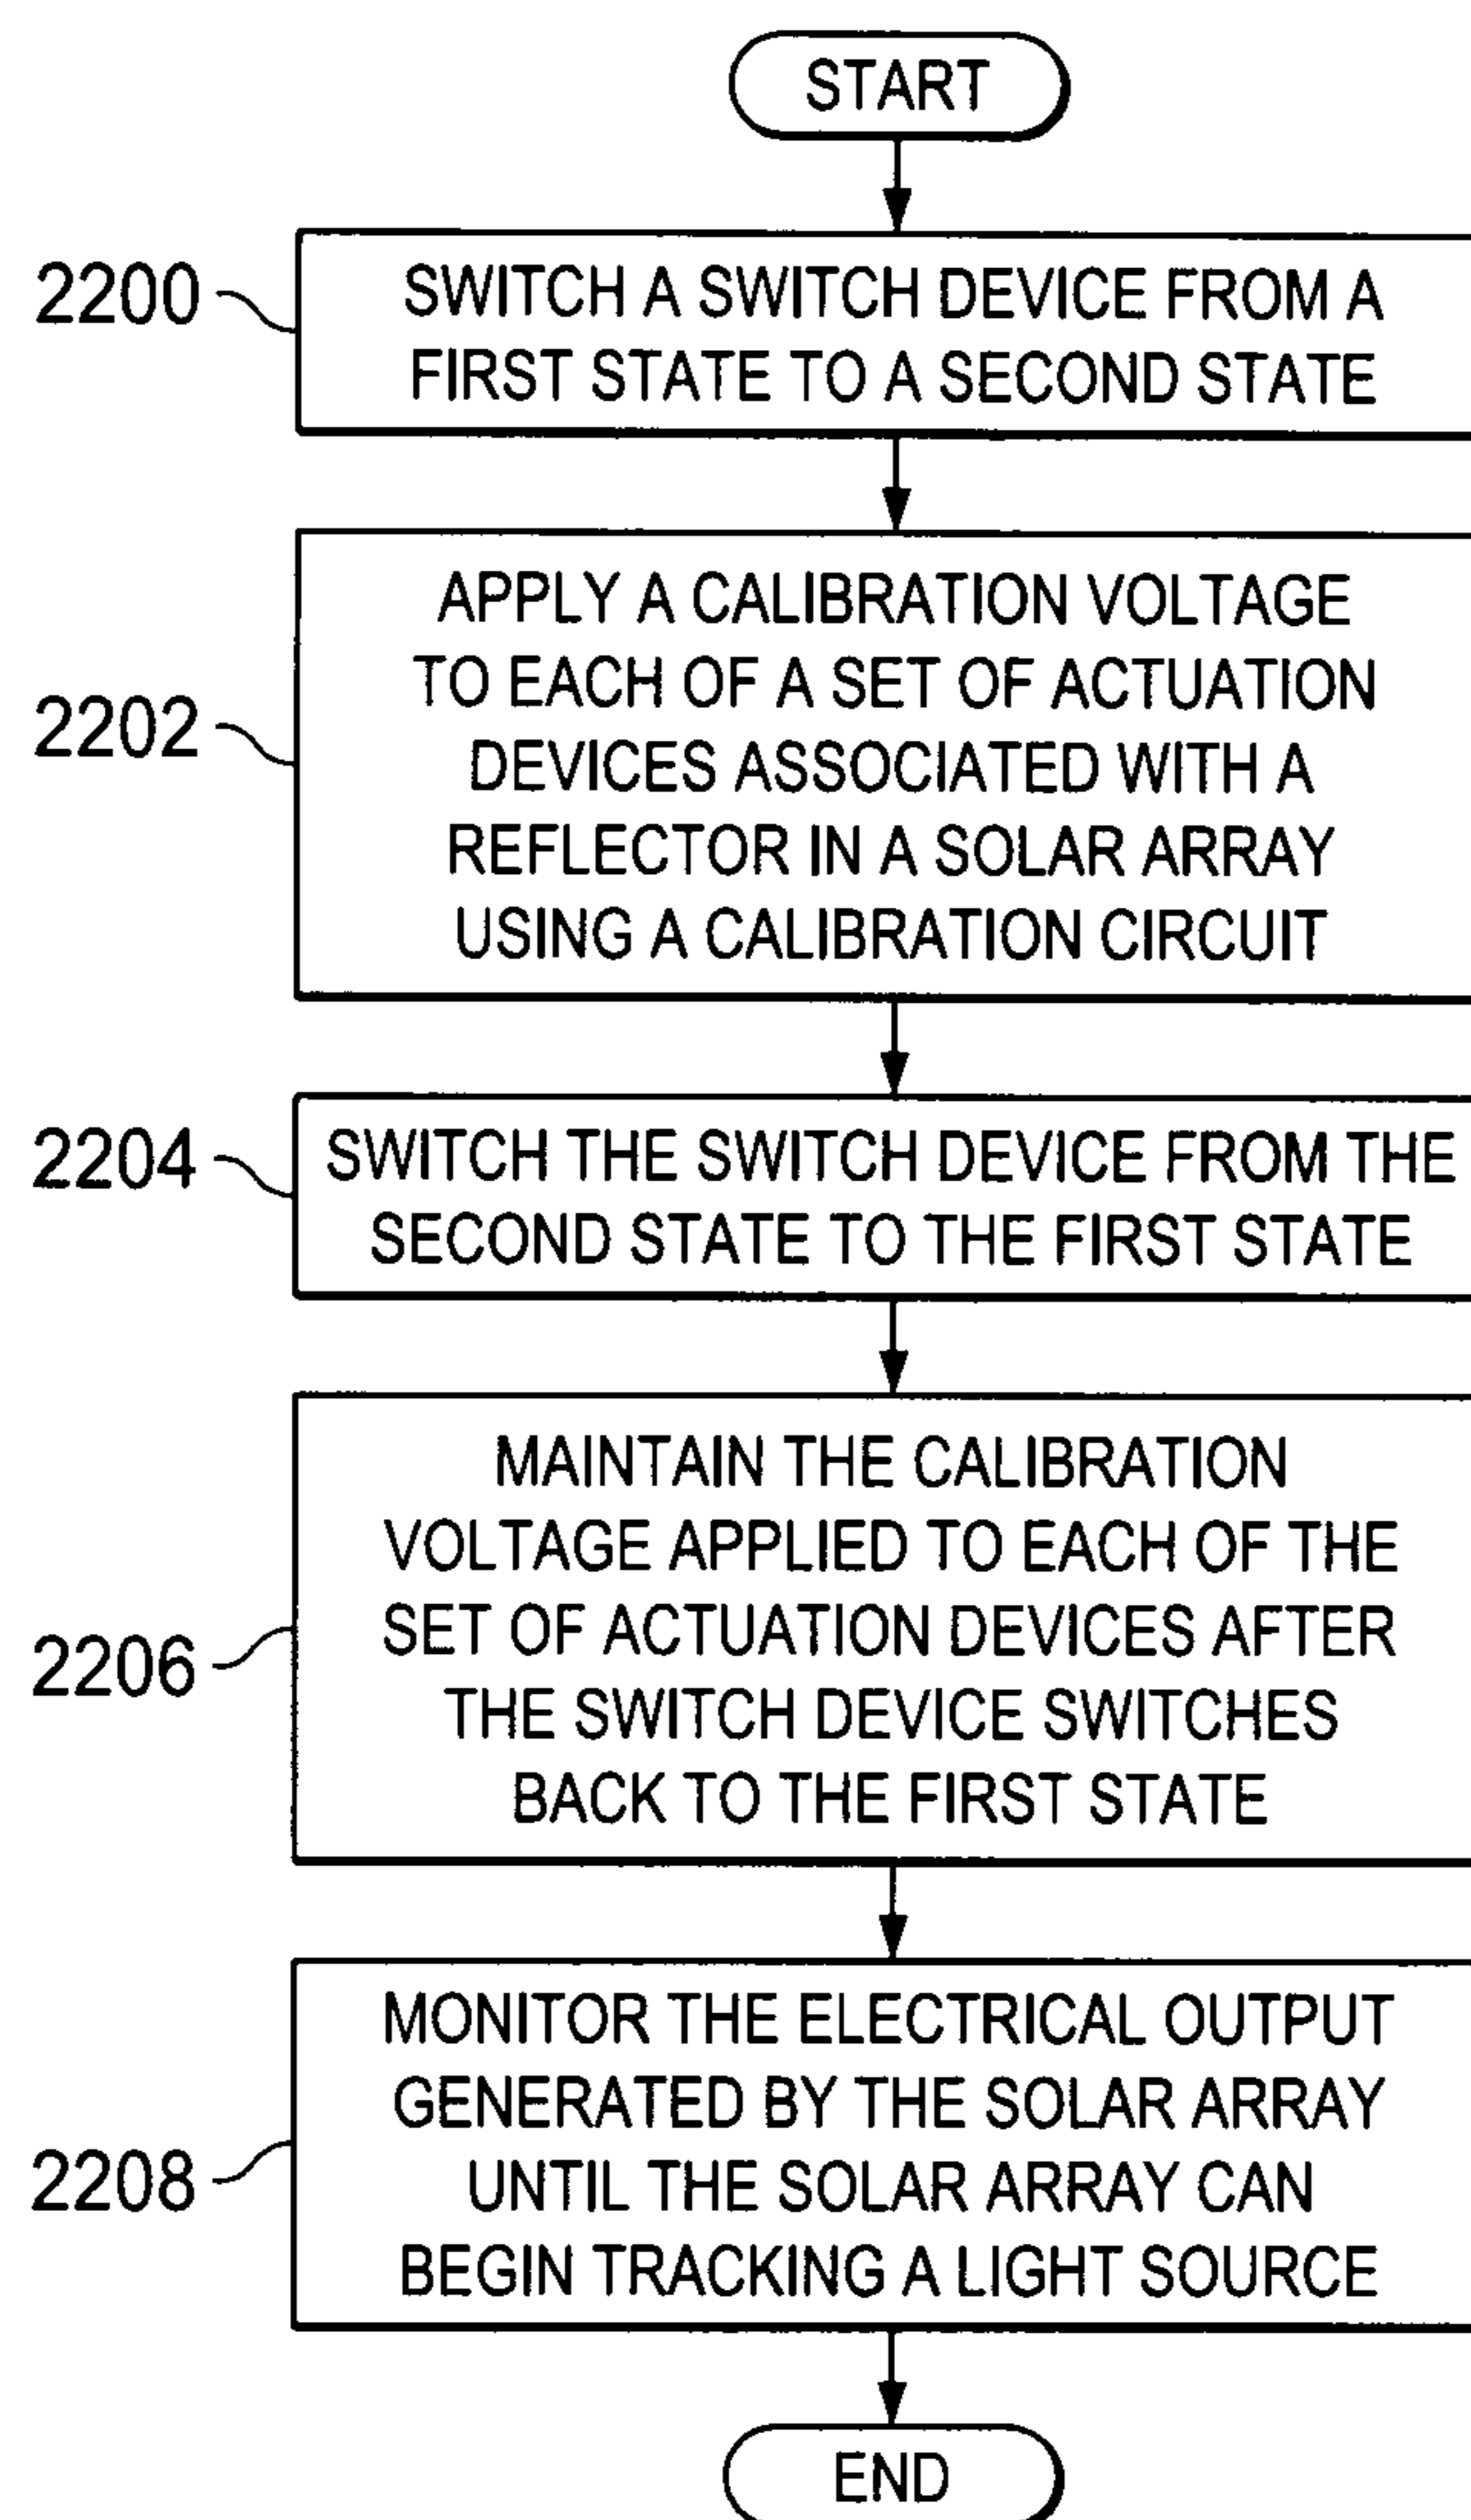 START
2200
SWITCH A SWITCH DEVICE FROM A
FIRST STATE TO A SECOND STATE
2202
APPLY A CALIBRATION VOLTAGE
TO EACH OF A SET OF ACTUATION
DEVICES ASSOCIATED WITH A
REFLECTOR IN A SOLAR ARRAY
USING A CALIBRATION CIRCUIT
2204
SWITCH THE SWITCH DEVICE FROM THE
SECOND STATE TO THE FIRST STATE
2206
MAINTAIN THE CALIBRATION
VOLTAGE APPLIED TO EACH OF THE
SET OF ACTUATION DEVICES AFTER
THE SWITCH DEVICE SWITCHES
BACK TO THE FIRST STATE
2208
MONITOR THE ELECTRICAL OUTPUT
GENERATED BY THE SOLAR ARRAY
UNTIL THE SOLAR ARRAY CAN
BEGIN TRACKING A LIGHT SOURCE
END